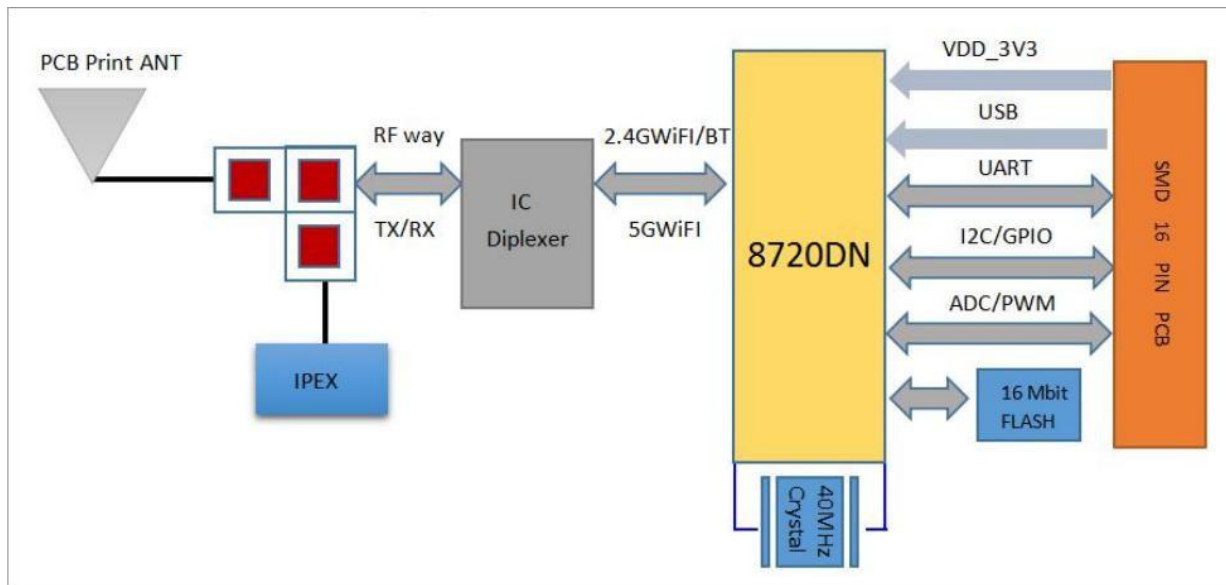 PCB Print ANT
RF way
TX/RX
IPEX
IC
Diplexer
2.4GWiFI/BT
5GWiFI
8720DN
40MHz
Crystal
VDD_3V3
USB
UART
I2C/GPIO
ADC/PWM
16 Mbit
FLASH
SMD 16 PIN PCB